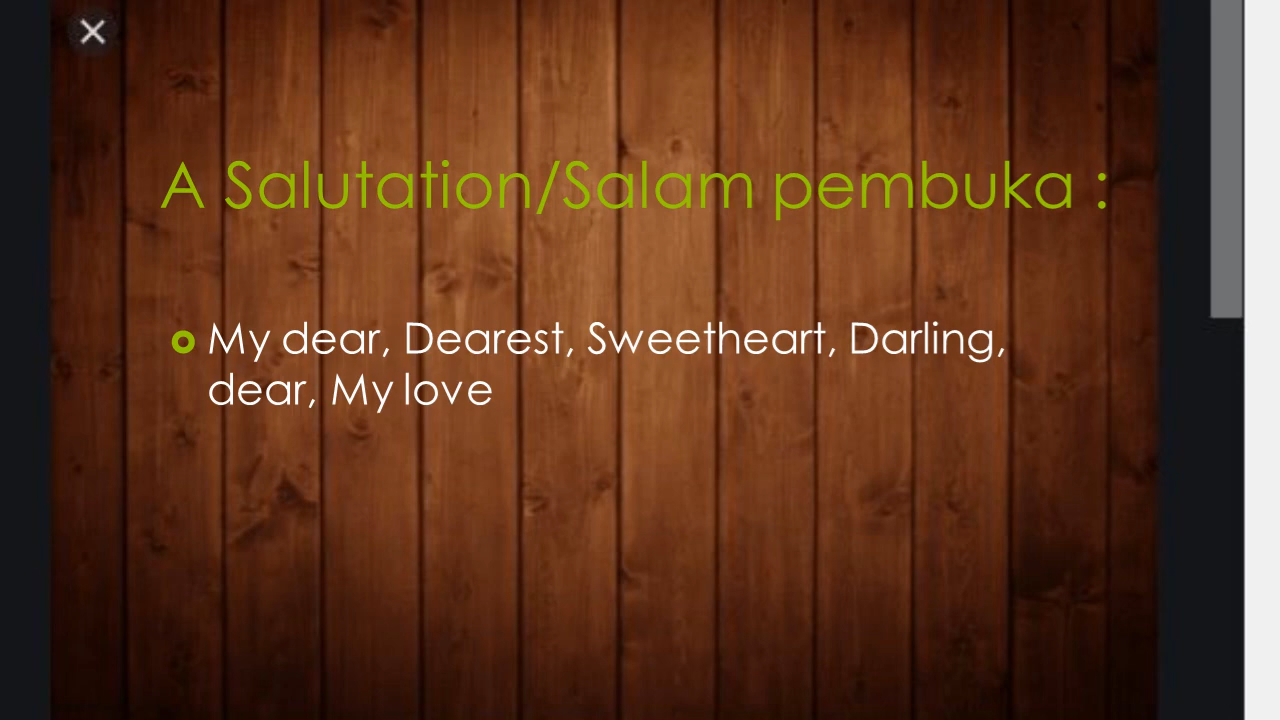 A Salutation/Salam pembuka :
My dear, Dearest, Sweetheart, Darling,
dear, My love